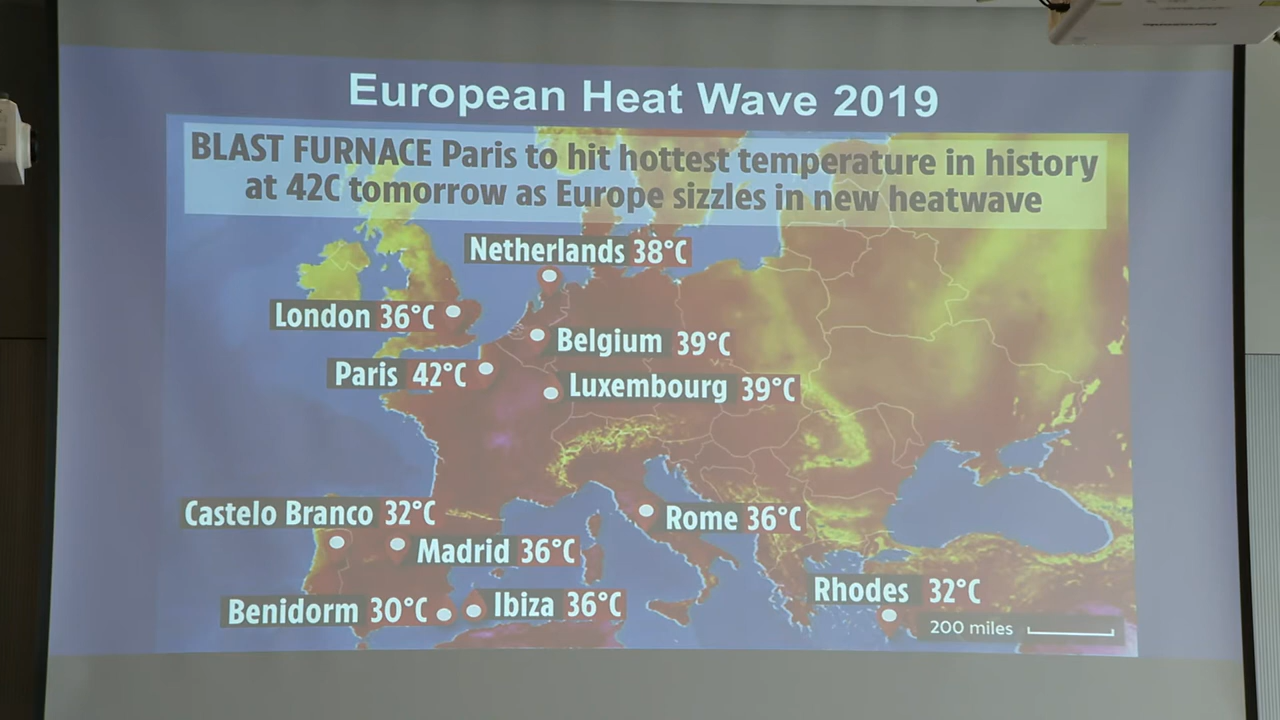 European Heat Wave 2019
BLAST FURNACE Paris to hit hottest temperature in history
at 42C tomorrow as Europe sizzles in new heatwave
Netherlands 38°C
London 36°C
Belgium 39°C
Paris 42°C
Luxembourg 39°C
Castelo Branco 32°C
Rome 36°C
Madrid 36°C
Rhodes 32°C
Benidorm 30°C
Ibiza 36°C
200 miles